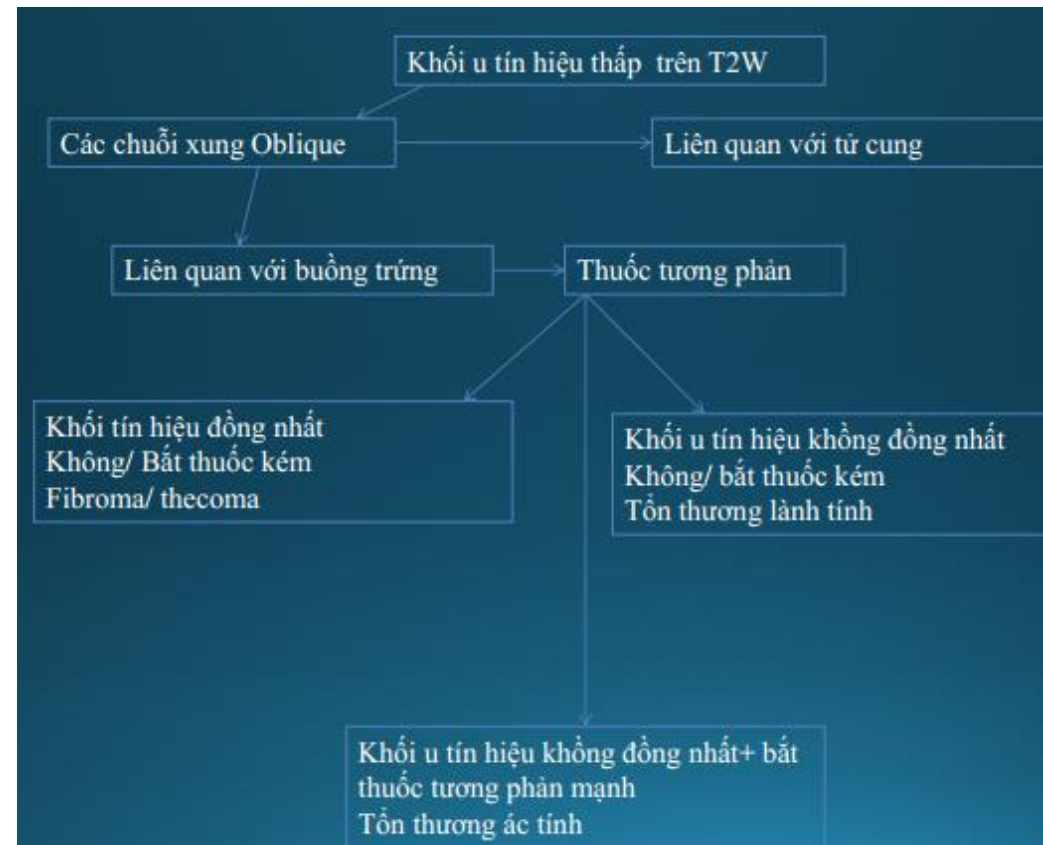 Khối u tín hiệu thấp trên T2W
Các chuỗi xung Oblique
Liên quan với tử cung
Liên quan với buồng trứng
Thuốc tương phản
Khối tín hiệu đồng nhất
Không/ Bắt thuốc kém
Fibroma/ thecoma
Khối u tín hiệu khồng đồng nhất
Không/ bắt thuốc kém
Tổn thương lành tính
Khối u tín hiệu khồng đồng nhất+ bắt
thuốc tương phản mạnh
Tổn thương ác tính